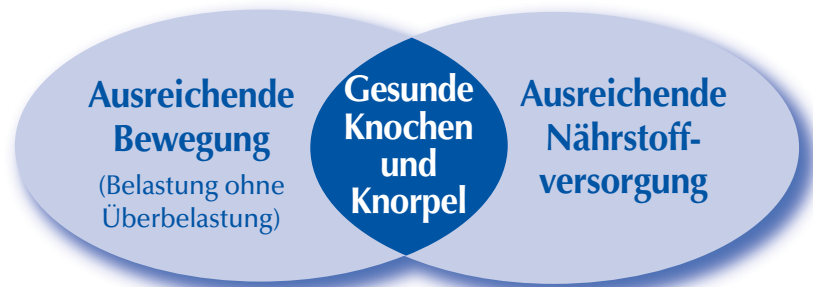 Ausreichende
Bewegung
(Belastung ohne
Überbelastung)
Gesunde
Knochen
und
Knorpel
Ausreichende
Nährstoff-
versorgung